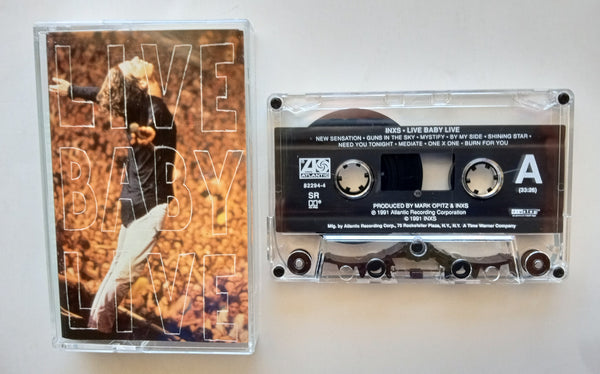 LIVE
BABY
LIVE
INXS • LIVE BABY LIVE
NEW SENSATION • GUNS IN THE SKY • MYSTIFY • BY MY SIDE • SHINING STAR •
NEED YOU TONIGHT • MEDIATE • ONE X ONE • BURN FOR YOU
ATLANTIC
82294-4
SR
A
(33:26)
PRODUCED BY MARK OPITZ & INXS
℗ 1991 Atlantic Recording Corporation
© 1991 INXS
Mfg. by Atlantic Recording Corp., 75 Rockefeller Plaza, N.Y., N.Y. A Time Warner Company